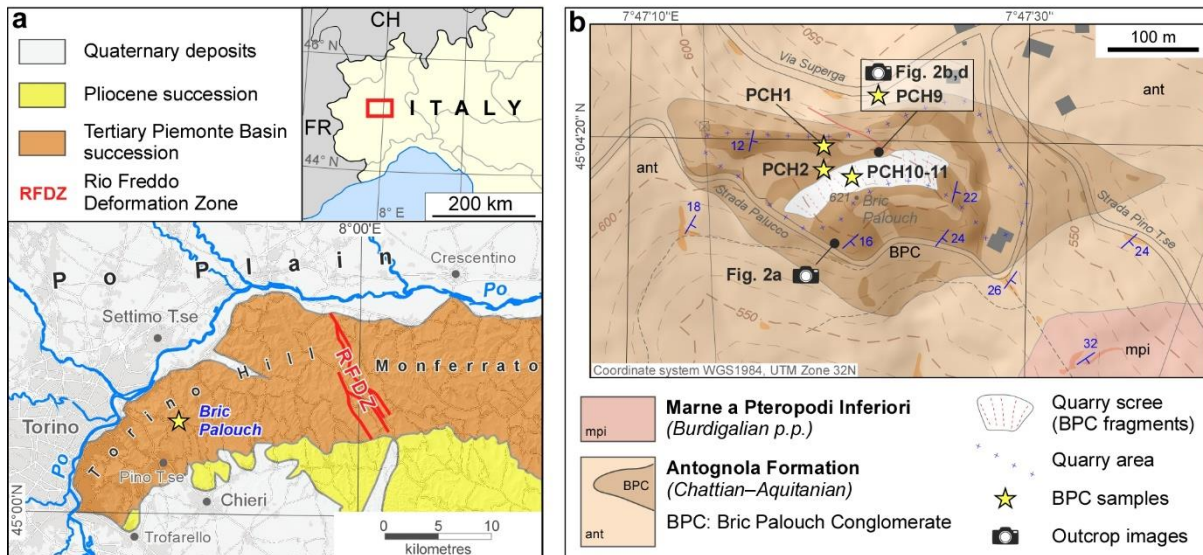 a
Quaternary deposits
Pliocene succession
Tertiary Piemonte Basin
succession
RFDZ Rio Freddo
Deformation Zone
CH
46° N
ITALY
FR
44° N
8° E
200 km
8°00' E
Po Plain
Crescentino
Po
Settimo T.se
Torino Hill
Monferrato
RFDZ
Torino
Bric
Palouch
Po
Pino T.se
Chieri
45°00' N
Trofarello
0 5 10
kilometres
b
7°47'10" E
7°47'30" E
100 m
600
550
Via Superga
Fig. 2b,d
PCH9
ant
PCH1
45°04'20" N
12
ant
PCH2
PCH10-11
621
Bric
Palouch
22
18
Strada Palucco
Strada Pino T.se
600
16
24
BPC
550
24
Fig. 2a
26
550
32
mpi
Coordinate system WGS1984, UTM Zone 32N
mpi
Marne a Pteropodi Inferiori
(Burdigalian p.p.)
Antognola Formation
(Chattian–Aquitanian)
BPC
BPC: Bric Palouch Conglomerate
ant
Quarry scree
(BPC fragments)
Quarry area
BPC samples
Outcrop images